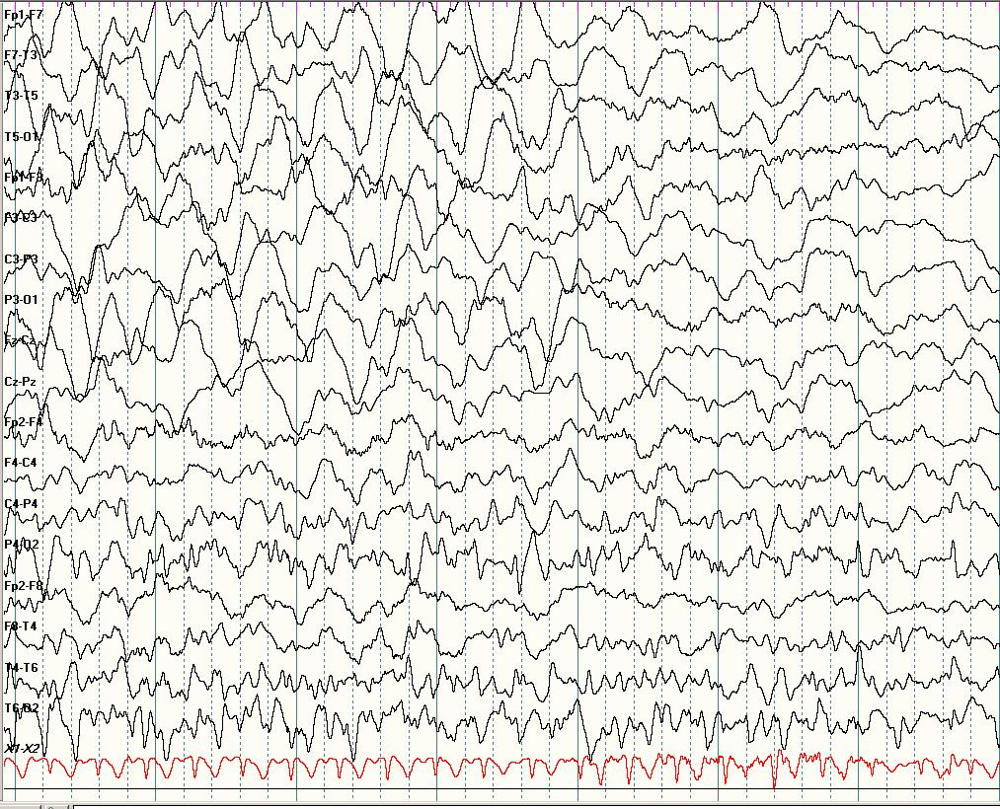 Fp1-F7
F7-T3
T3-T5
T5-O1
Fp1-F3
F3-C3
C3-P3
P3-O1
Fz-Cz
Cz-Pz
Fp2-F4
F4-C4
C4-P4
P4-O2
Fp2-F8
F8-T4
T4-T6
T6-O2
X1-X2